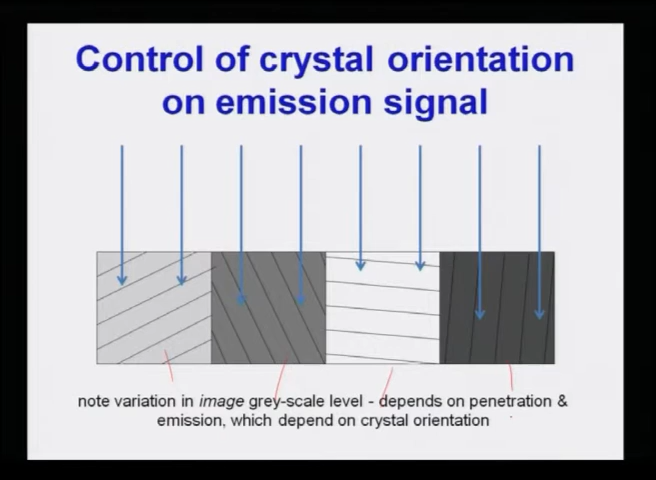 Control of crystal orientation
on emission signal
note variation in image grey-scale level - depends on penetration &
emission, which depend on crystal orientation